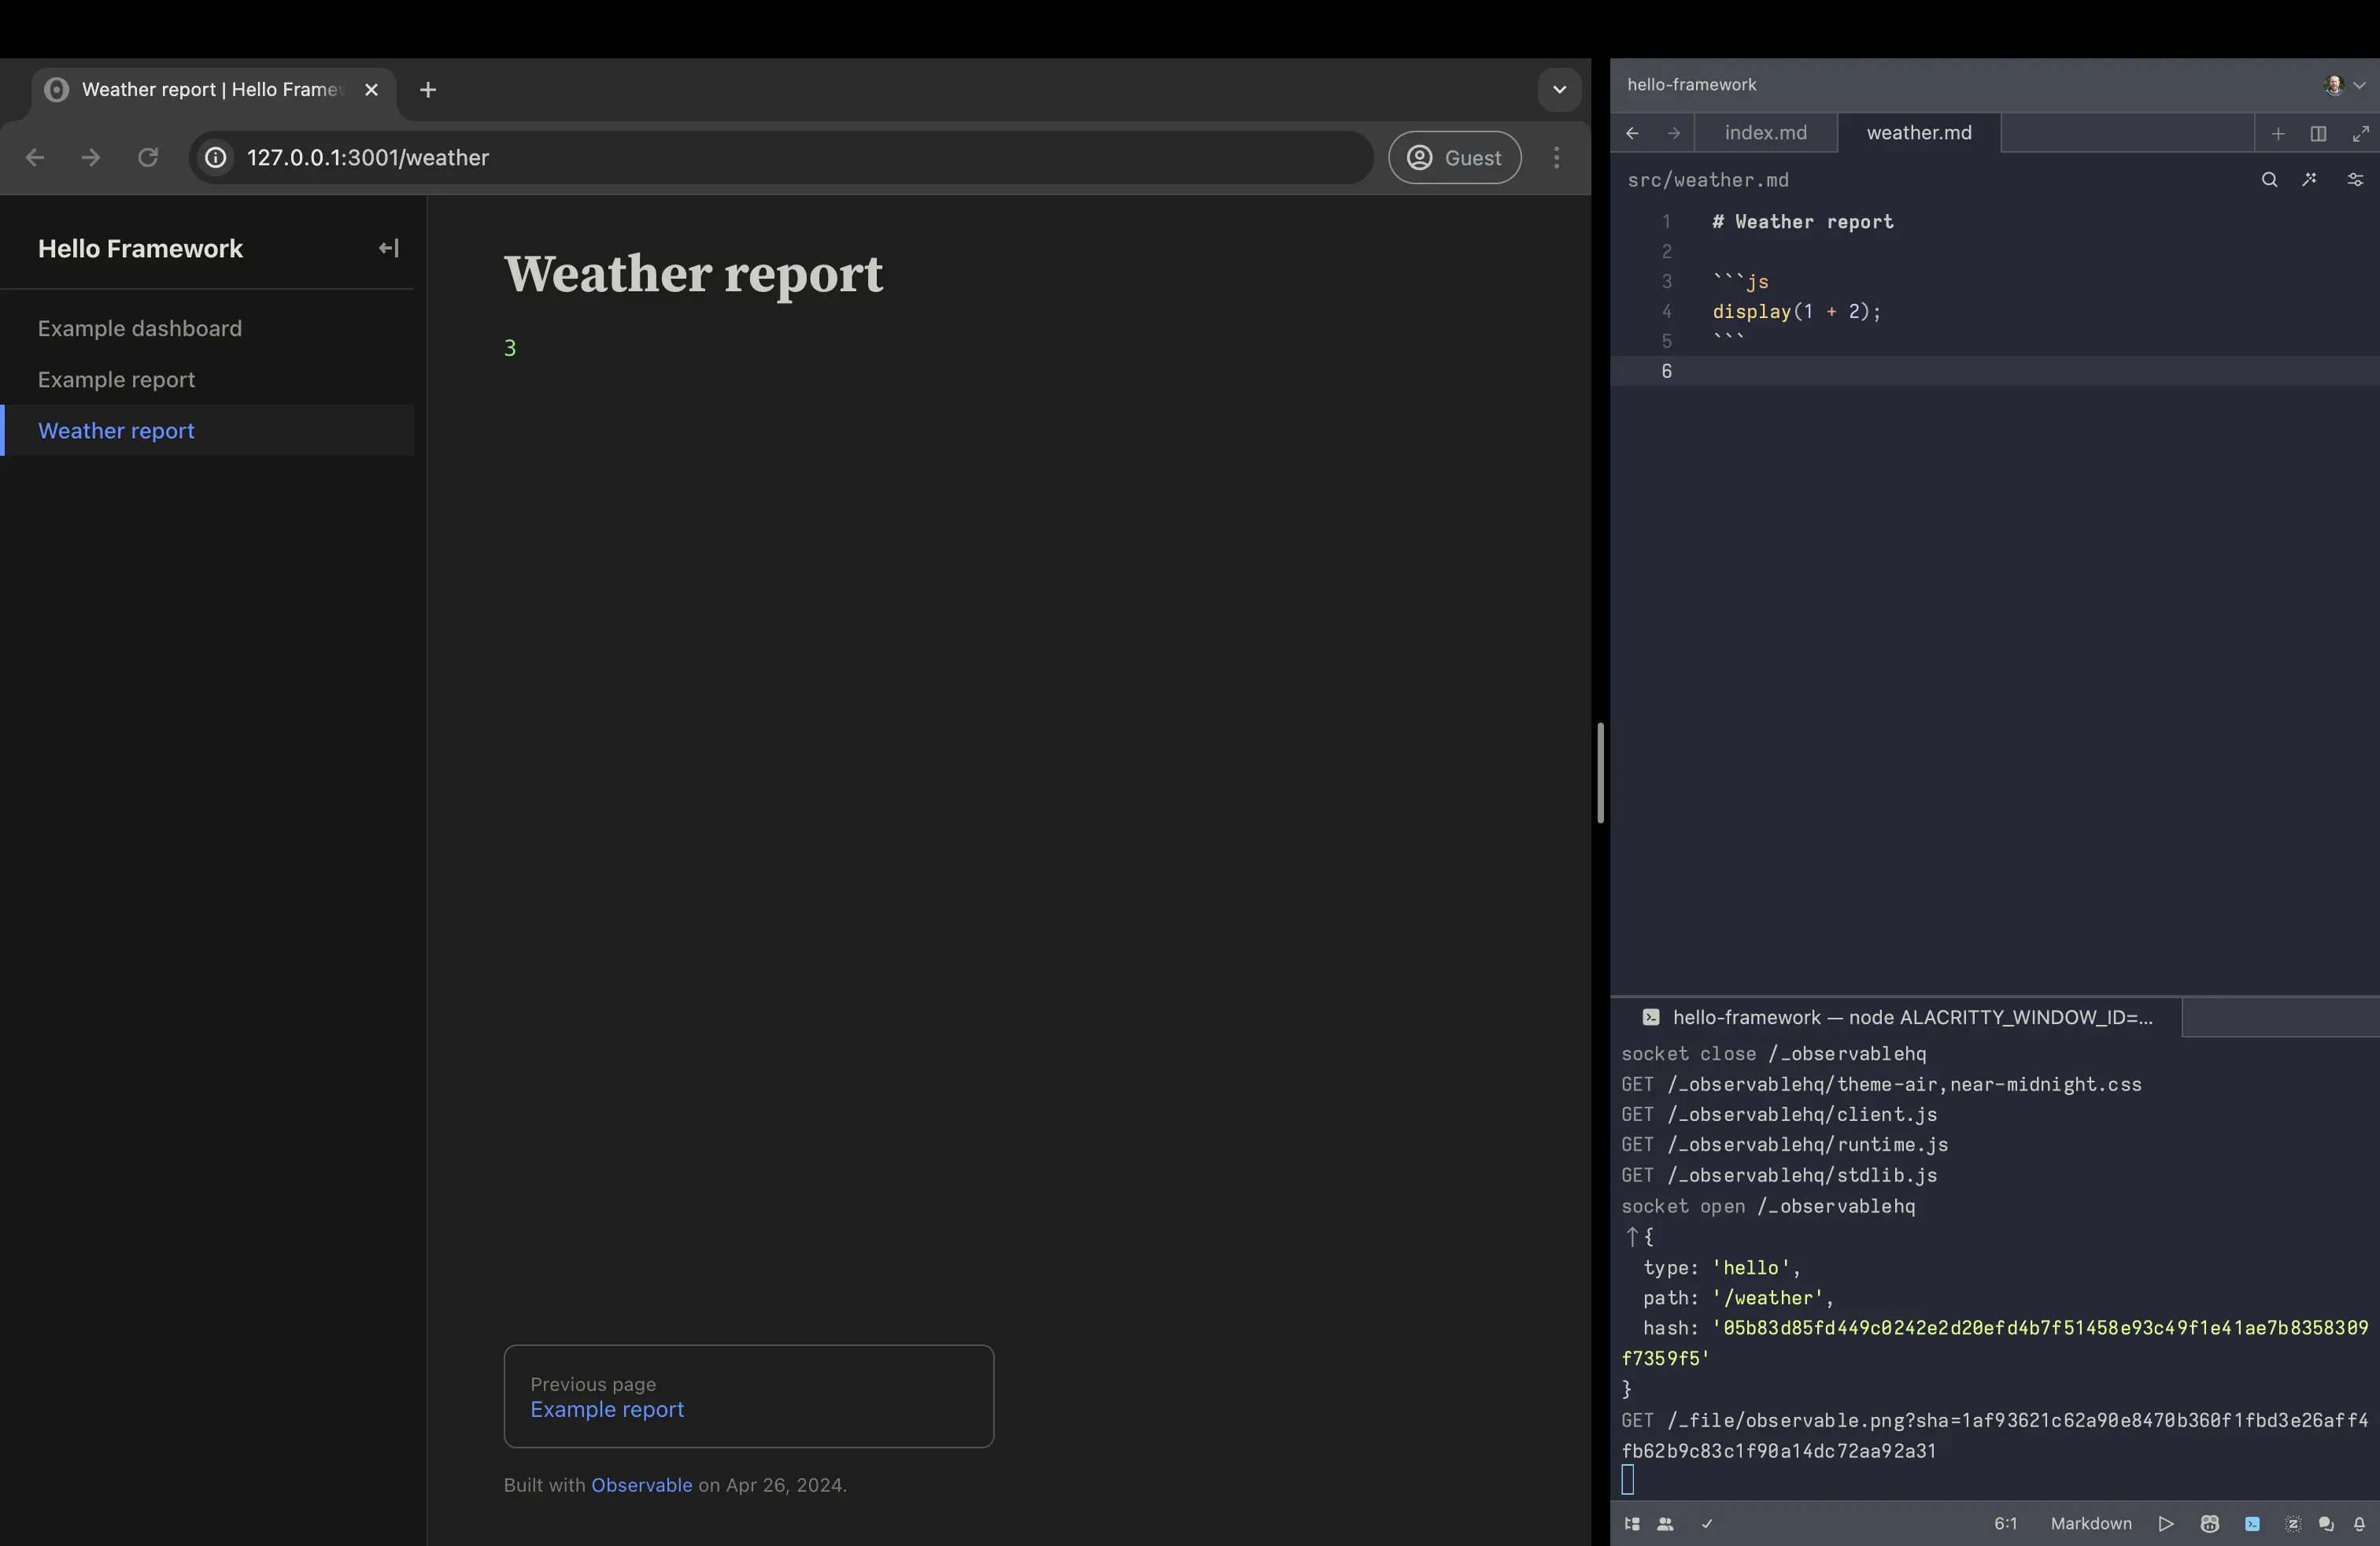 Weather report | Hello Frame
127.0.0.1:3001/weather
Guest
Hello Framework
Example dashboard
Example report
Weather report
Weather report
3
Previous page
Example report
Built with Observable on Apr 26, 2024.
hello-framework
index.md
weather.md
src/weather.md
1 # Weather report
2
3 ```js
4 display(1 + 2);
5 ```
6
hello-framework — node ALACRITTY_WINDOW_ID=...
socket close /_observablehq
GET /_observablehq/theme-air,near-midnight.css
GET /_observablehq/client.js
GET /_observablehq/runtime.js
GET /_observablehq/stdlib.js
socket open /_observablehq
↑{
type: 'hello',
path: '/weather',
hash: '05b83d85fd449c0242e2d20efd4b7f51458e93c49f1e41ae7b8358309
f7359f5'
}
GET /_file/observable.png?sha=1af93621c62a90e8470b360f1fbd3e26aff4
fb62b9c83c1f90a14dc72aa92a31
6:1
Markdown